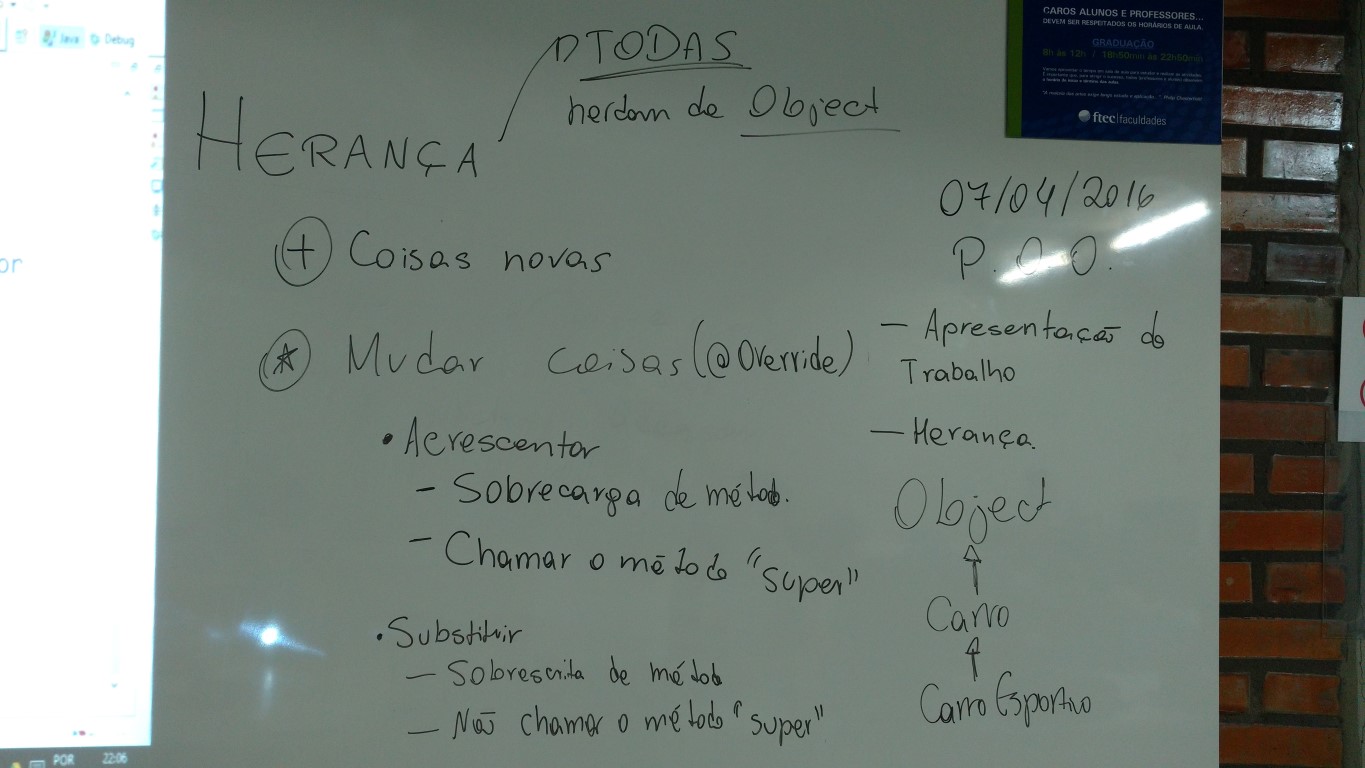 Java Debug
or
POR 22:06
HERANÇA
TODAS
herdam de Object
+ Coisas novas
* Mudar coisas (@Override)
• Acrescentar
- Sobrecarga de método.
- Chamar o método "super"
• Substituir
- Sobrescrita de método
- Não chamar o método "super"
07/04/2016
P.O.O.
- Apresentação do
Trabalho
- Herança.
Object
Carro
Carro Esportivo
CAROS ALUNOS E PROFESSORES...
DEVEM SER RESPEITADOS OS HORÁRIOS DE AULA.
GRADUAÇÃO
8h às 12h / 18h50min às 22h50min
ftec|faculdades